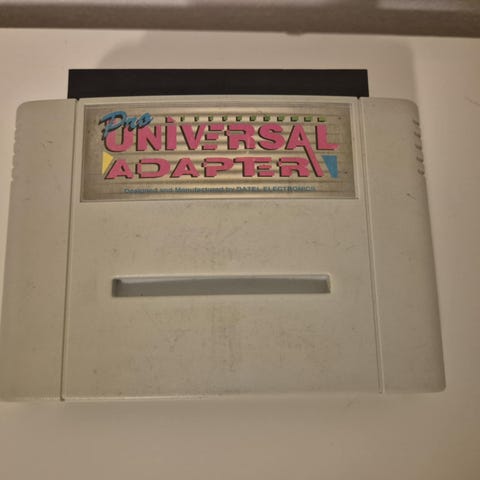 Pro
UNIVERSAL
ADAPTER
Designed and Manufactured by DATEL ELECTRONICS